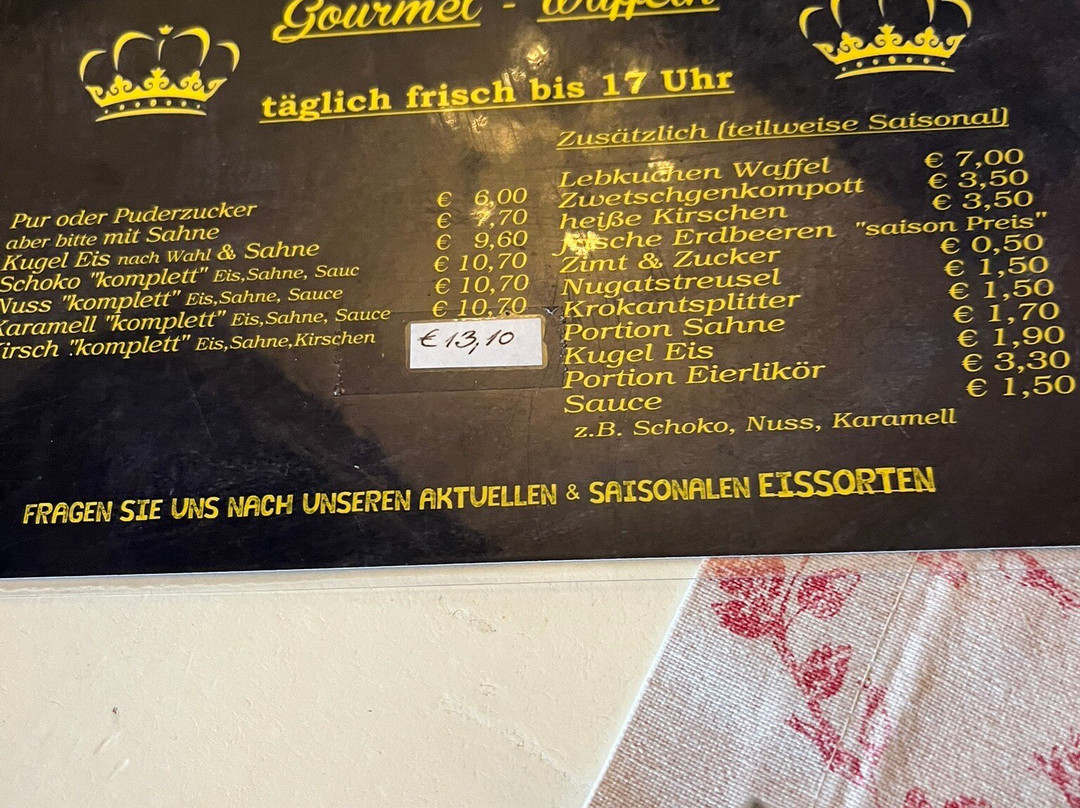 Gourmet - Waffeln
täglich frisch bis 17 Uhr
Pur oder Puderzucker € 6,00
aber bitte mit Sahne € 7,70
Kugel Eis nach Wahl & Sahne € 9,60
Schoko "komplett" Eis,Sahne, Sauc € 10,70
Nuss "komplett" Eis,Sahne, Sauce € 10,70
Karamell "komplett" Eis,Sahne, Sauce € 10,70
irsch "komplett" Eis,Sahne,Kirschen € 13,10
Zusätzlich (teilweise Saisonal)
Lebkuchen Waffel € 7,00
Zwetschgenkompott € 3,50
heiße Kirschen € 3,50
frische Erdbeeren "saison Preis"
Zimt & Zucker € 0,50
Nugatstreusel € 1,50
Krokantsplitter € 1,50
Portion Sahne € 1,70
Kugel Eis € 1,90
Portion Eierlikör € 3,30
Sauce € 1,50
z.B. Schoko, Nuss, Karamell
FRAGEN SIE UNS NACH UNSEREN AKTUELLEN & SAISONALEN EISSORTEN